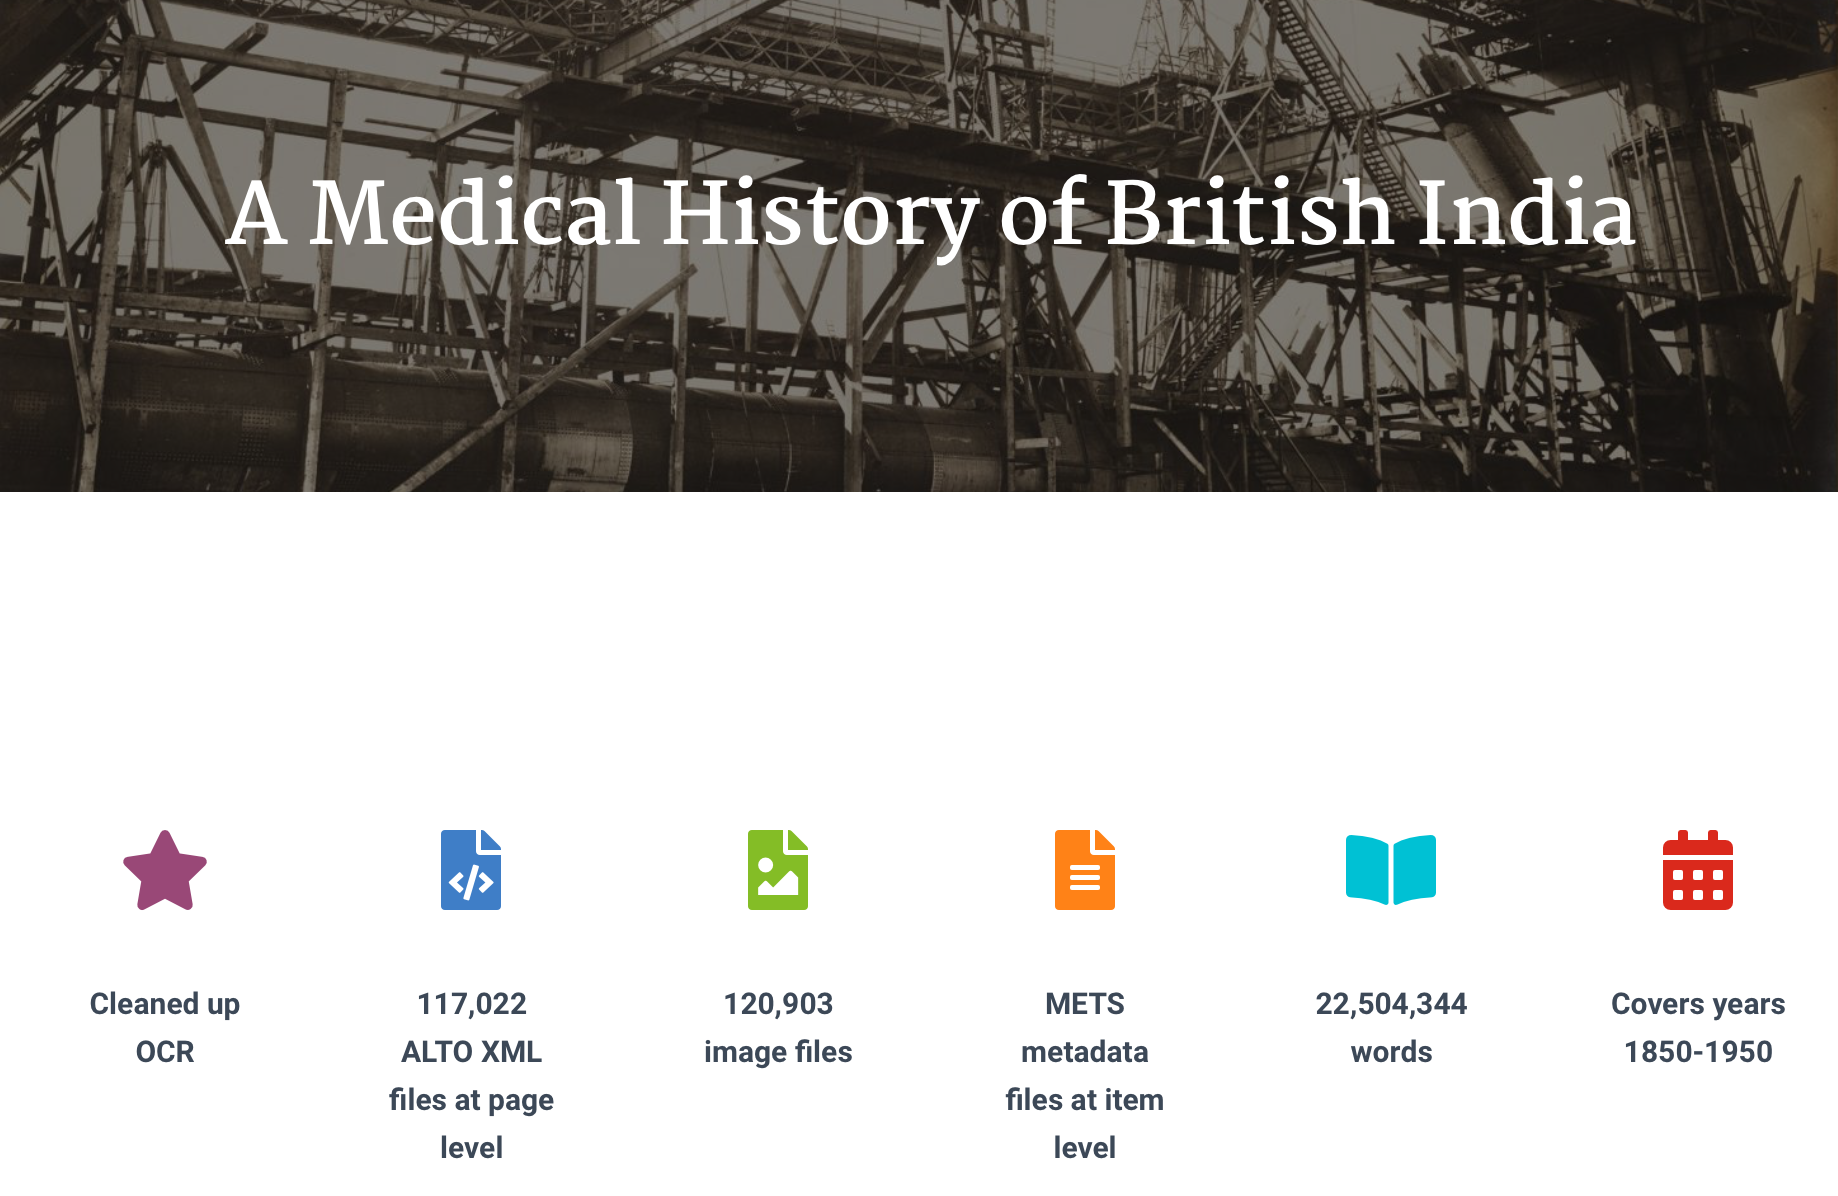 A Medical History of British India
Cleaned up
OCR
117,022
ALTO XML
files at page
level
120,903
image files
METS
metadata
files at item
level
22,504,344
words
Covers years
1850-1950